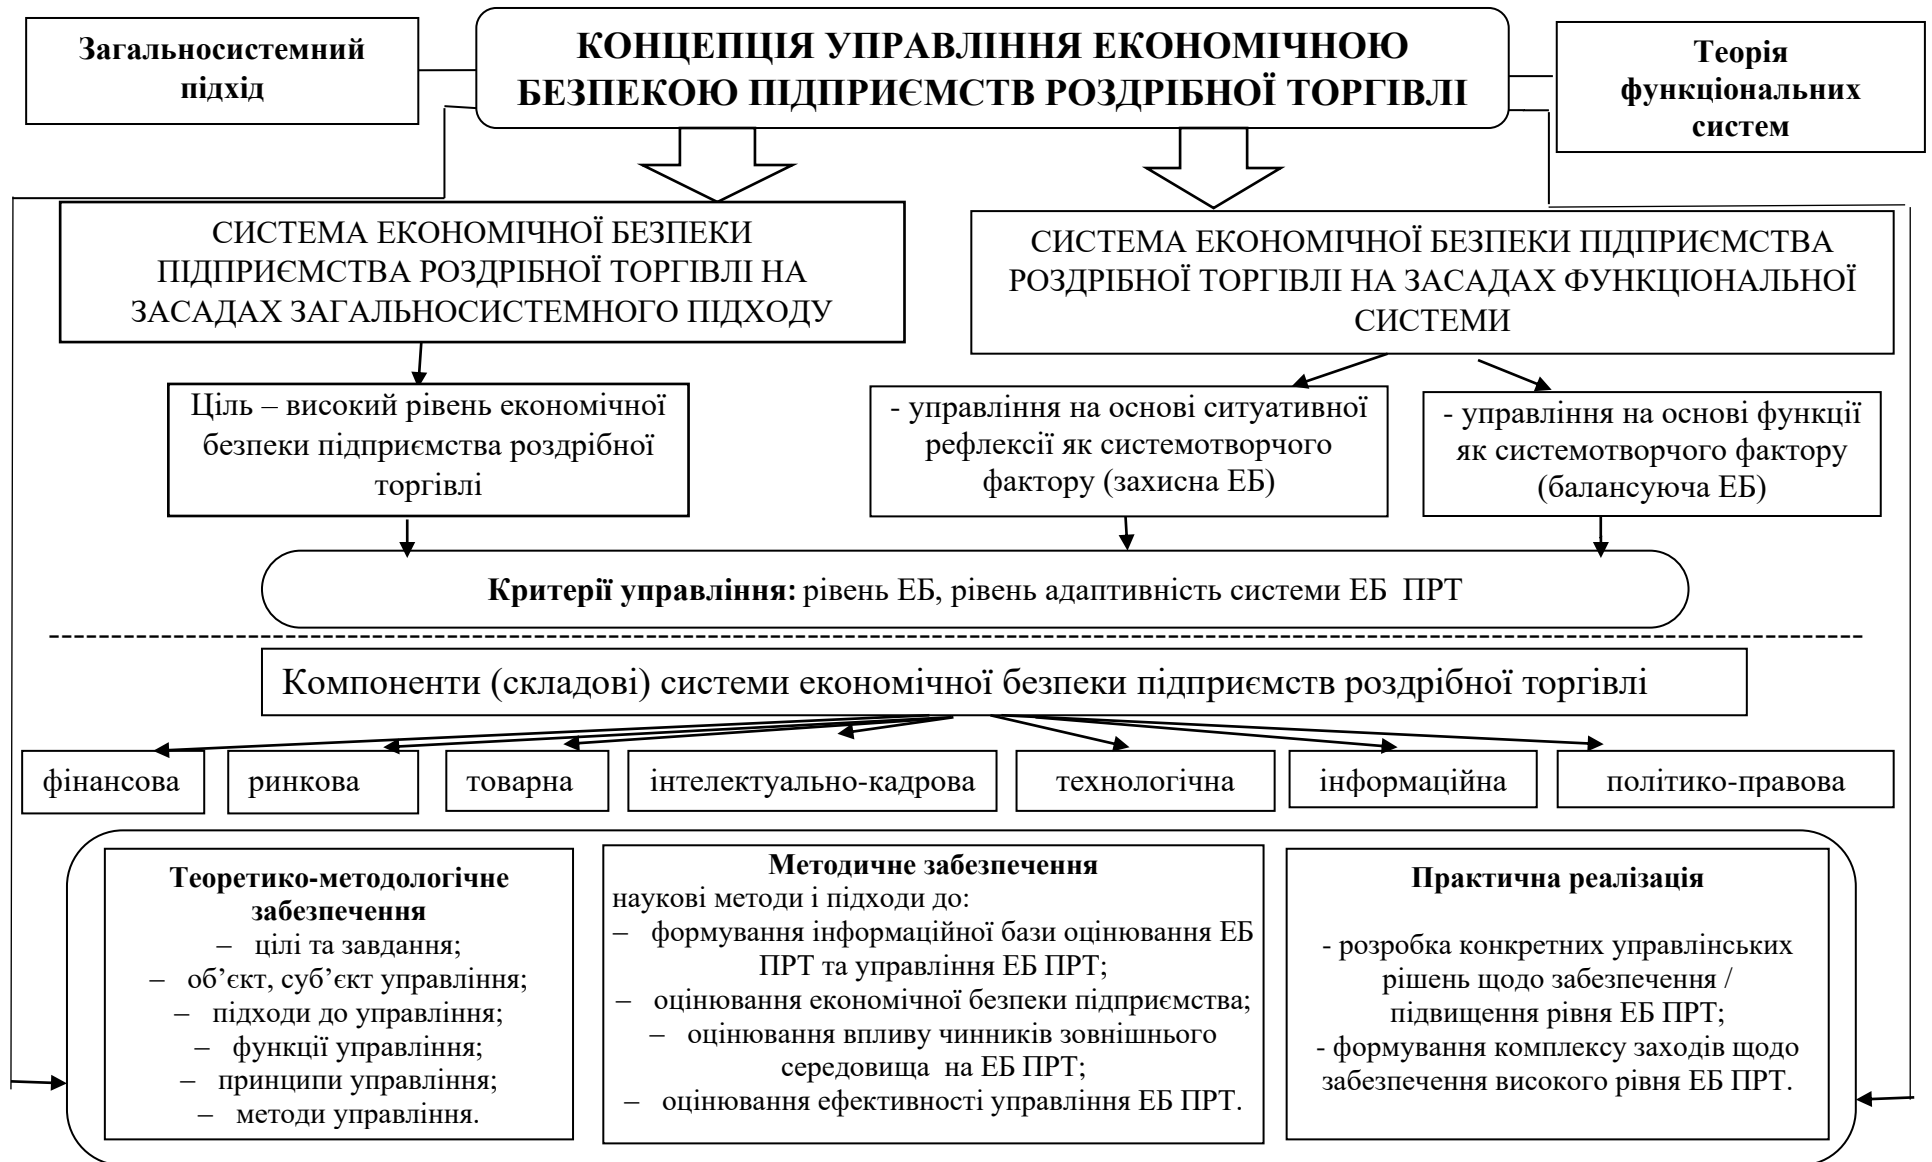 Загальносистемний
підхід
КОНЦЕПЦІЯ УПРАВЛІННЯ ЕКОНОМІЧНОЮ
БЕЗПЕКОЮ ПІДПРИЄМСТВ РОЗДРІБНОЇ ТОРГІВЛІ
Теорія
функціональних
систем
СИСТЕМА ЕКОНОМІЧНОЇ БЕЗПЕКИ
ПІДПРИЄМСТВА РОЗДРІБНОЇ ТОРГІВЛІ НА
ЗАСАДАХ ЗАГАЛЬНОСИСТЕМНОГО ПІДХОДУ
СИСТЕМА ЕКОНОМІЧНОЇ БЕЗПЕКИ ПІДПРИЄМСТВА
РОЗДРІБНОЇ ТОРГІВЛІ НА ЗАСАДАХ ФУНКЦІОНАЛЬНОЇ
СИСТЕМИ
Ціль – високий рівень економічної
безпеки підприємства роздрібної
торгівлі
- управління на основі ситуативної
рефлексії як системотворчого
фактору (захисна ЕБ)
- управління на основі функції
як системотворчого фактору
(балансуюча ЕБ)
Критерії управління: рівень ЕБ, рівень адаптивність системи ЕБ ПРТ
Компоненти (складові) системи економічної безпеки підприємств роздрібної торгівлі
фінансова
ринкова
товарна
інтелектуально-кадрова
технологічна
інформаційна
політико-правова
Теоретико-методологічне
забезпечення
– цілі та завдання;
– об’єкт, суб’єкт управління;
– підходи до управління;
– функції управління;
– принципи управління;
– методи управління.
Методичне забезпечення
наукові методи і підходи до:
– формування інформаційної бази оцінювання ЕБ
ПРТ та управління ЕБ ПРТ;
– оцінювання економічної безпеки підприємства;
– оцінювання впливу чинників зовнішнього
середовища на ЕБ ПРТ;
– оцінювання ефективності управління ЕБ ПРТ.
Практична реалізація
- розробка конкретних управлінських
рішень щодо забезпечення /
підвищення рівня ЕБ ПРТ;
- формування комплексу заходів щодо
забезпечення високого рівня ЕБ ПРТ.